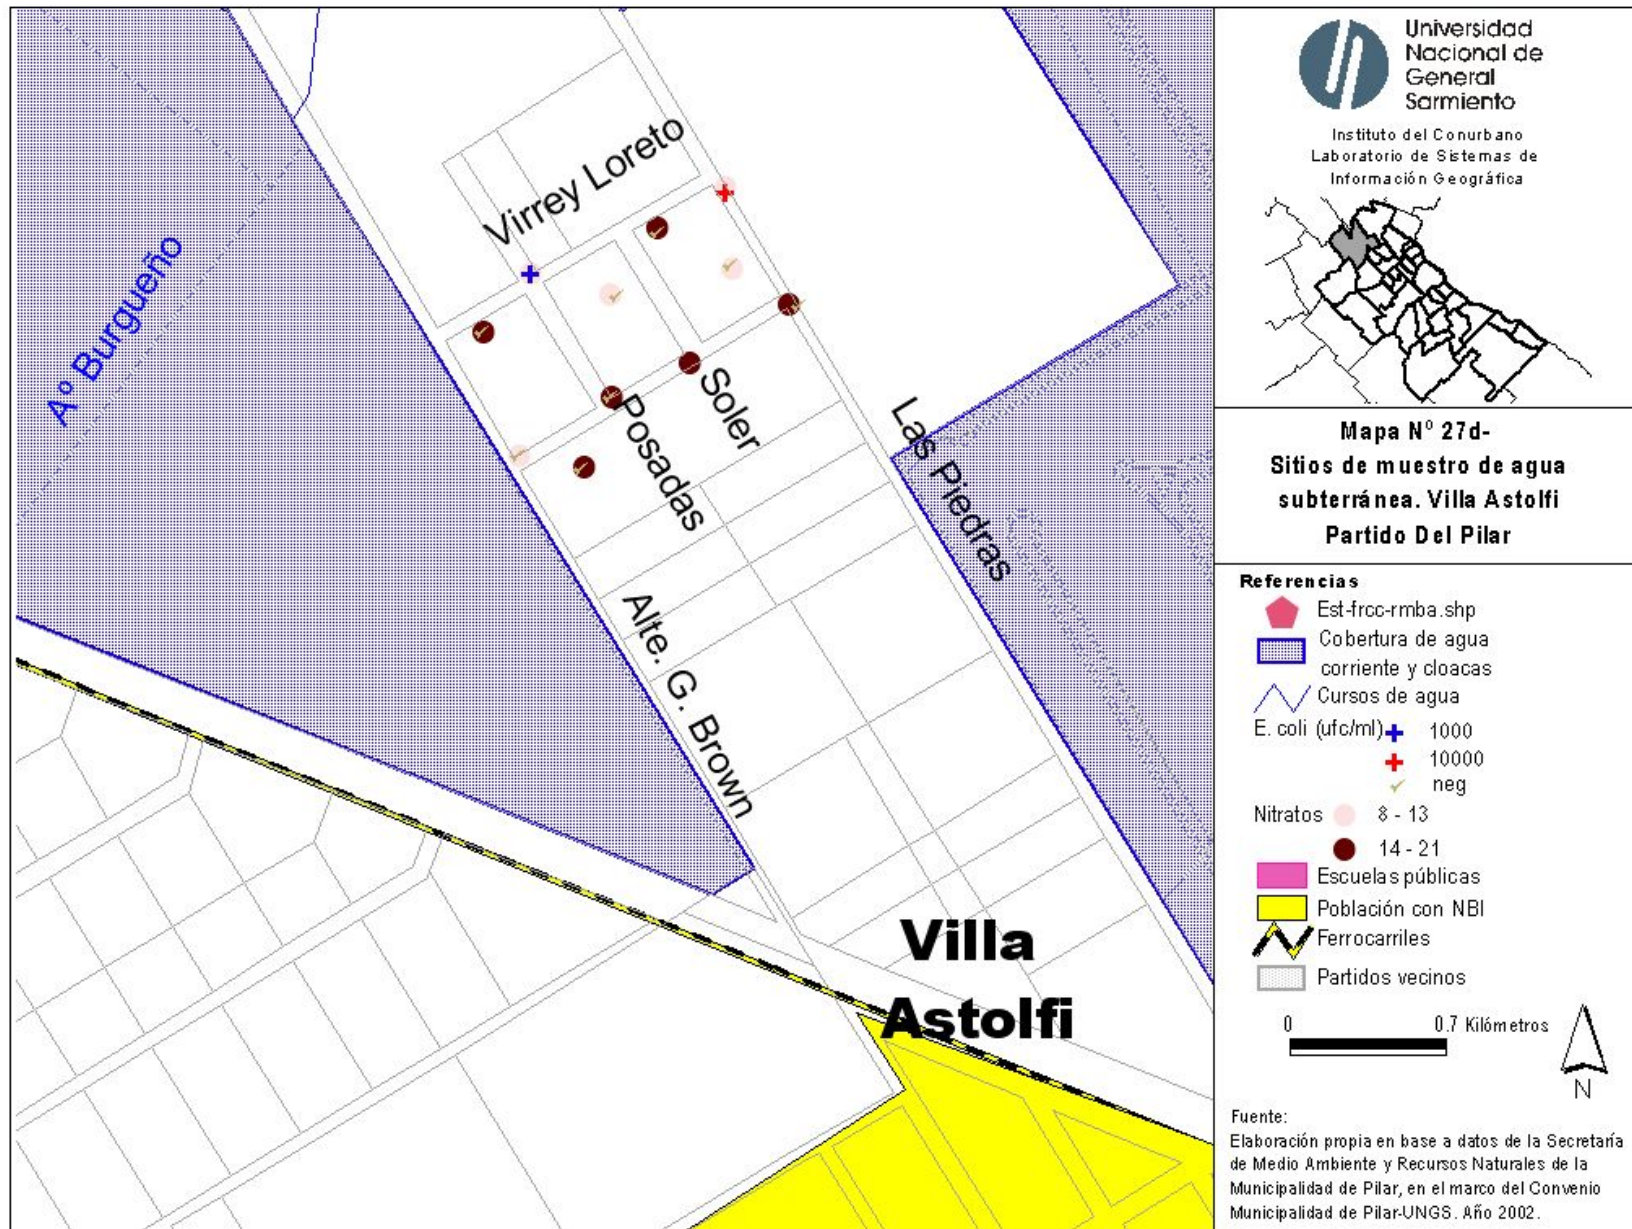 Universidad
Nacional de
General
Sarmiento
Instituto del Conurbano
Laboratorio de Sistemas de
Información Geográfica
Virrey Loreto
Aº Burgueño
Soler
Posadas
Las Piedras
Alte. G. Brown
Villa
Astolfi
Mapa Nº 27d-
Sitios de muestro de agua
subterránea. Villa Astolfi
Partido Del Pilar
Referencias
Est-frcc-rmba.shp
Cobertura de agua
corriente y cloacas
Cursos de agua
E. coli (ufc/ml) 1000
10000
neg
Nitratos 8 - 13
14 - 21
Escuelas públicas
Población con NBI
Ferrocarriles
Partidos vecinos
0 0.7 Kilómetros
N
Fuente:
Elaboración propia en base a datos de la Secretaría
de Medio Ambiente y Recursos Naturales de la
Municipalidad de Pilar, en el marco del Convenio
Municipalidad de Pilar-UNGS. Año 2002.